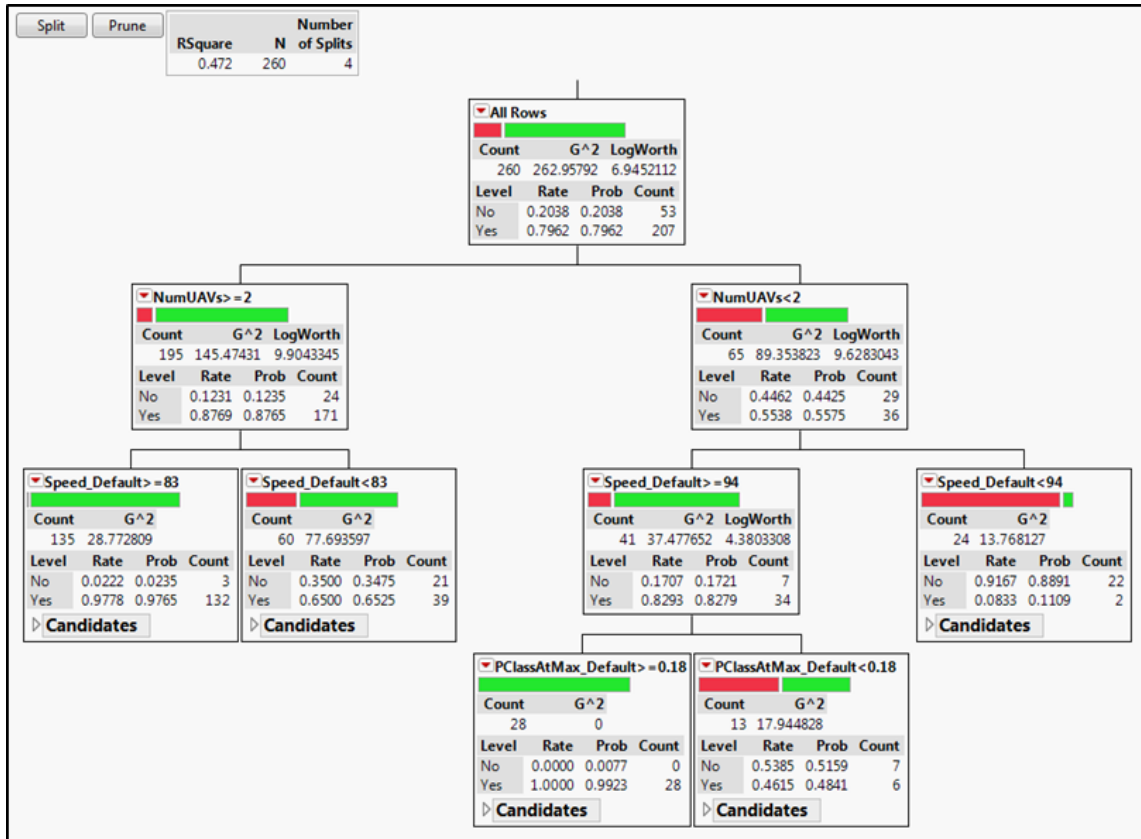 Split Prune
Number
RSquare N of Splits
0.472 260 4
All Rows
Count G^2 LogWorth
260 262.95792 6.9452112
Level Rate Prob Count
No 0.2038 0.2038 53
Yes 0.7962 0.7962 207
NumUAVs>=2
Count G^2 LogWorth
195 145.47431 9.9043345
Level Rate Prob Count
No 0.1231 0.1235 24
Yes 0.8769 0.8765 171
NumUAVs<2
Count G^2 LogWorth
65 89.353823 9.6283043
Level Rate Prob Count
No 0.4462 0.4425 29
Yes 0.5538 0.5575 36
Speed_Default>=83
Count G^2
135 28.772809
Level Rate Prob Count
No 0.0222 0.0235 3
Yes 0.9778 0.9765 132
Candidates
Speed_Default<83
Count G^2
60 77.693597
Level Rate Prob Count
No 0.3500 0.3475 21
Yes 0.6500 0.6525 39
Candidates
Speed_Default>=94
Count G^2 LogWorth
41 37.477652 4.3803308
Level Rate Prob Count
No 0.1707 0.1721 7
Yes 0.8293 0.8279 34
Speed_Default<94
Count G^2
24 13.768127
Level Rate Prob Count
No 0.9167 0.8891 22
Yes 0.0833 0.1109 2
Candidates
PClassAtMax_Default>=0.18
Count G^2
28 0
Level Rate Prob Count
No 0.0000 0.0077 0
Yes 1.0000 0.9923 28
Candidates
PClassAtMax_Default<0.18
Count G^2
13 17.944828
Level Rate Prob Count
No 0.5385 0.5159 7
Yes 0.4615 0.4841 6
Candidates